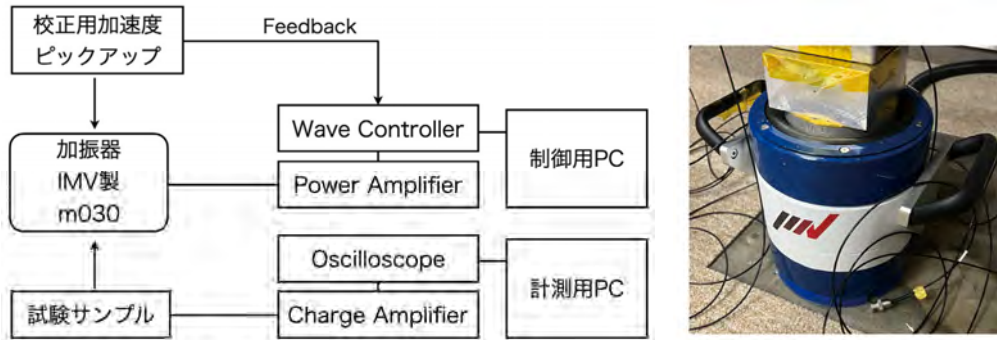 校正用加速度
ピックアップ
Feedback
加振器
IMV製
m030
Wave Controller
Power Amplifier
制御用PC
Oscilloscope
Charge Amplifier
計測用PC
試験サンプル